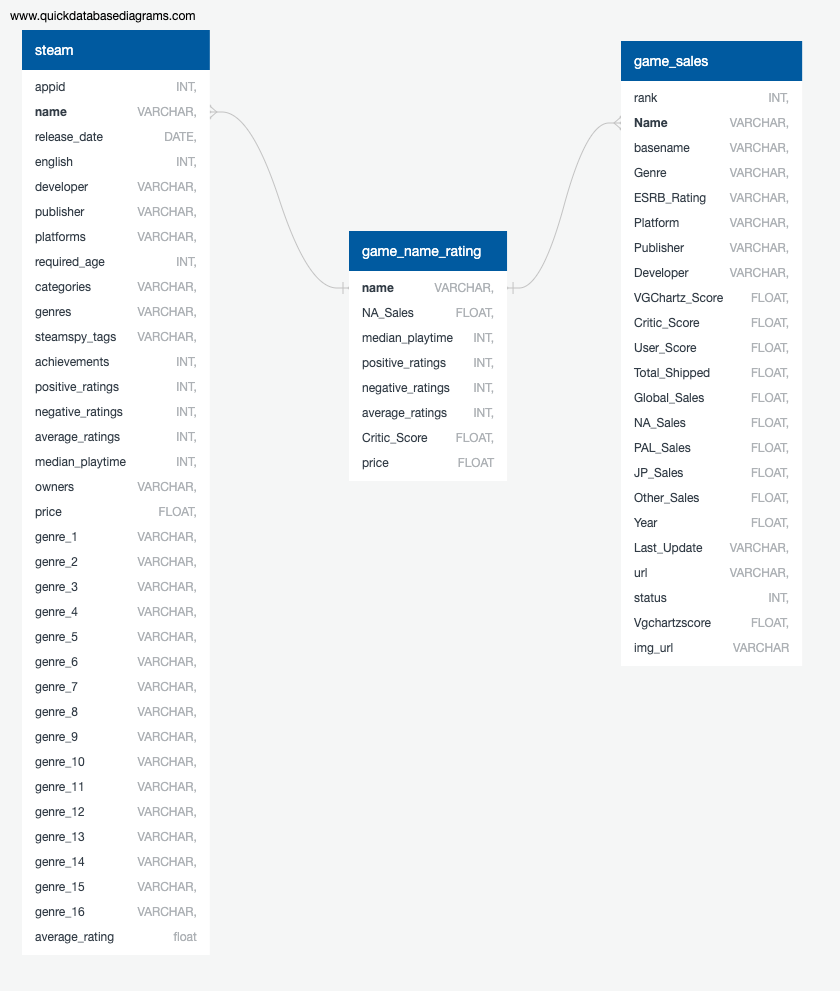 www.quickdatabasediagrams.com
steam
appid INT,
name VARCHAR,
release_date DATE,
english INT,
developer VARCHAR,
publisher VARCHAR,
platforms VARCHAR,
required_age INT,
categories VARCHAR,
genres VARCHAR,
steamspy_tags VARCHAR,
achievements INT,
positive_ratings INT,
negative_ratings INT,
average_ratings INT,
median_playtime INT,
owners VARCHAR,
price FLOAT,
genre_1 VARCHAR,
genre_2 VARCHAR,
genre_3 VARCHAR,
genre_4 VARCHAR,
genre_5 VARCHAR,
genre_6 VARCHAR,
genre_7 VARCHAR,
genre_8 VARCHAR,
genre_9 VARCHAR,
genre_10 VARCHAR,
genre_11 VARCHAR,
genre_12 VARCHAR,
genre_13 VARCHAR,
genre_14 VARCHAR,
genre_15 VARCHAR,
genre_16 VARCHAR,
average_rating float
game_name_rating
name VARCHAR,
NA_Sales FLOAT,
median_playtime INT,
positive_ratings INT,
negative_ratings INT,
average_ratings INT,
Critic_Score FLOAT,
price FLOAT
game_sales
rank INT,
Name VARCHAR,
basename VARCHAR,
Genre VARCHAR,
ESRB_Rating VARCHAR,
Platform VARCHAR,
Publisher VARCHAR,
Developer VARCHAR,
VGChartz_Score FLOAT,
Critic_Score FLOAT,
User_Score FLOAT,
Total_Shipped FLOAT,
Global_Sales FLOAT,
NA_Sales FLOAT,
PAL_Sales FLOAT,
JP_Sales FLOAT,
Other_Sales FLOAT,
Year FLOAT,
Last_Update VARCHAR,
url VARCHAR,
status INT,
Vgchartzscore FLOAT,
img_url VARCHAR